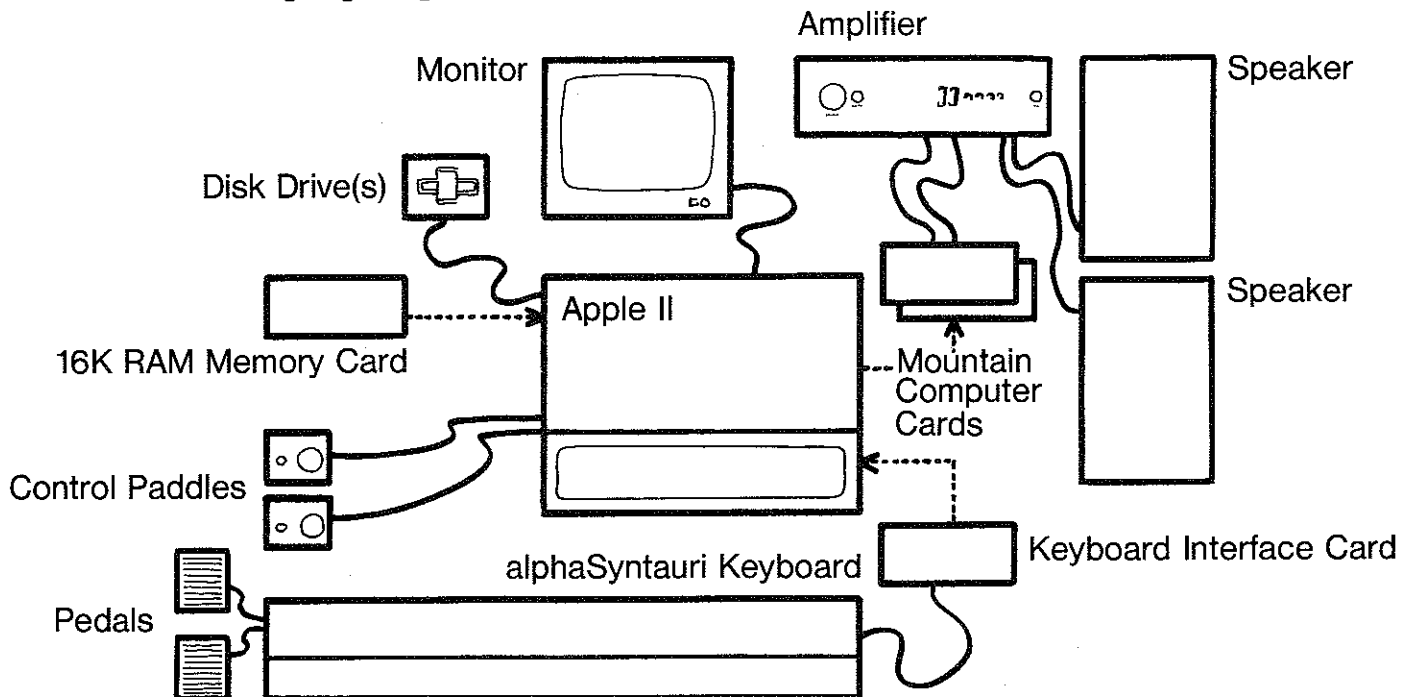 Amplifier
Monitor
Speaker
Disk Drive(s)
Apple II
Speaker
16K RAM Memory Card
Mountain
Computer
Cards
Control Paddles
alphaSyntauri Keyboard
Keyboard Interface Card
Pedals